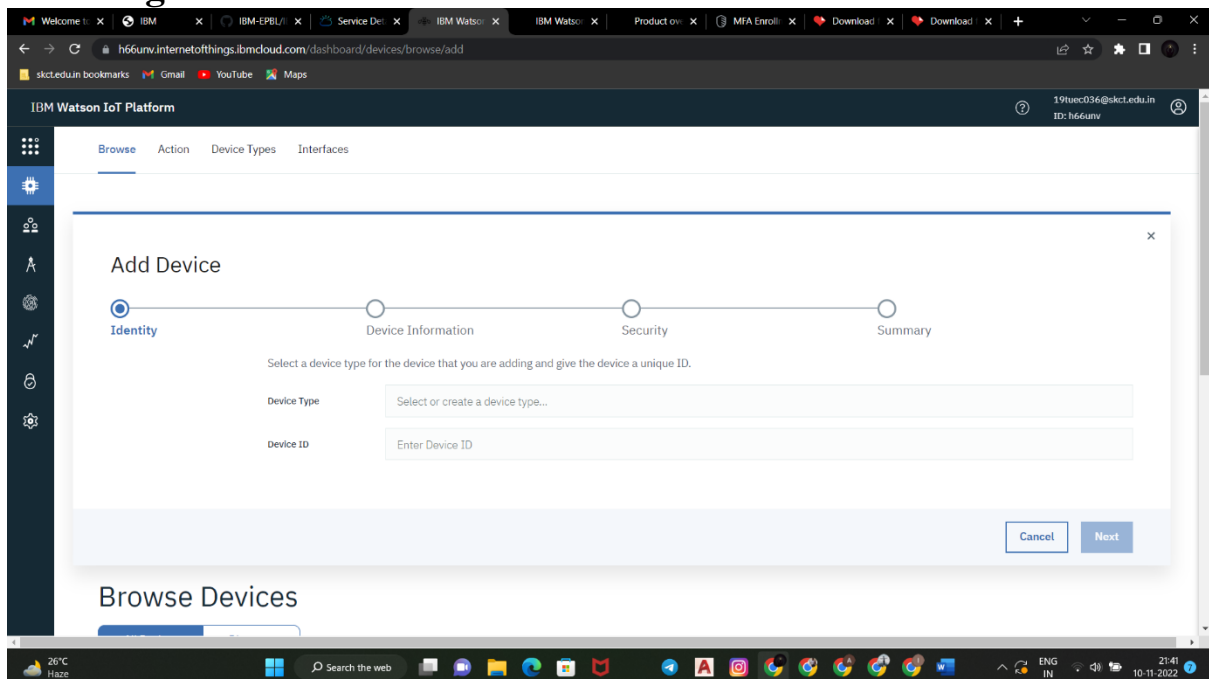 Welcome to
IBM
IBM-EPBL/I
Service Det
IBM Watson
IBM Watson
Product ove
MFA Enrollm
Download
Download
h66unv.internetofthings.ibmcloud.com/dashboard/devices/browse/add
skct.edu.in bookmarks Gmail YouTube Maps
IBM Watson IoT Platform
19tuec036@skct.edu.in
ID: h66unv
Browse Action Device Types Interfaces
Add Device
Identity Device Information Security Summary
Select a device type for the device that you are adding and give the device a unique ID.
Device Type Select or create a device type...
Device ID Enter Device ID
Cancel Next
Browse Devices
26°C
Haze
Search the web
ENG
IN
21:41
10-11-2022